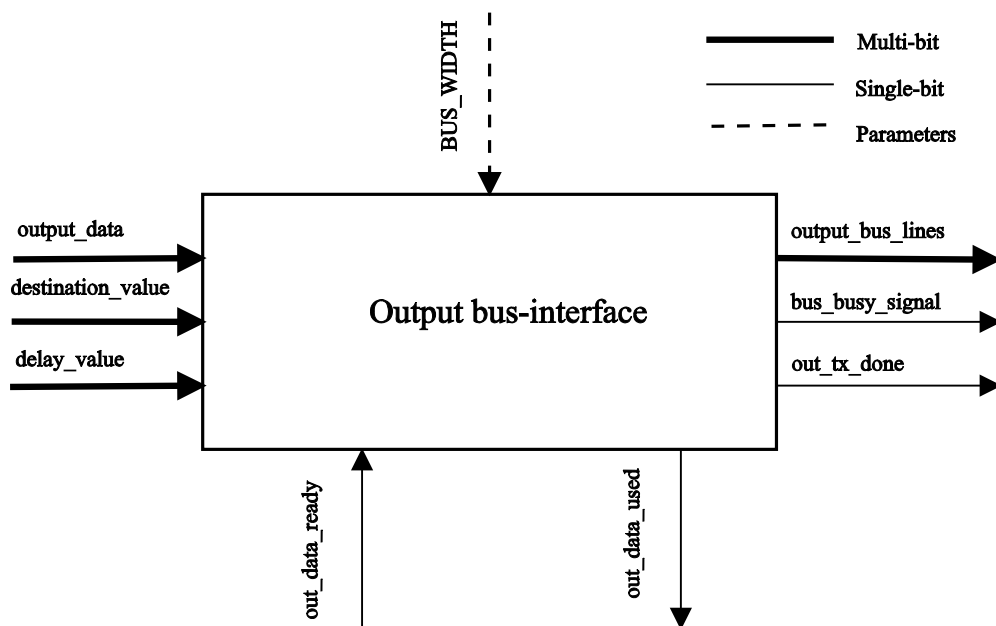 BUS_WIDTH
Multi-bit
Single-bit
Parameters
output_data
destination_value
delay_value
Output bus-interface
output_bus_lines
bus_busy_signal
out_tx_done
out_data_ready
out_data_used